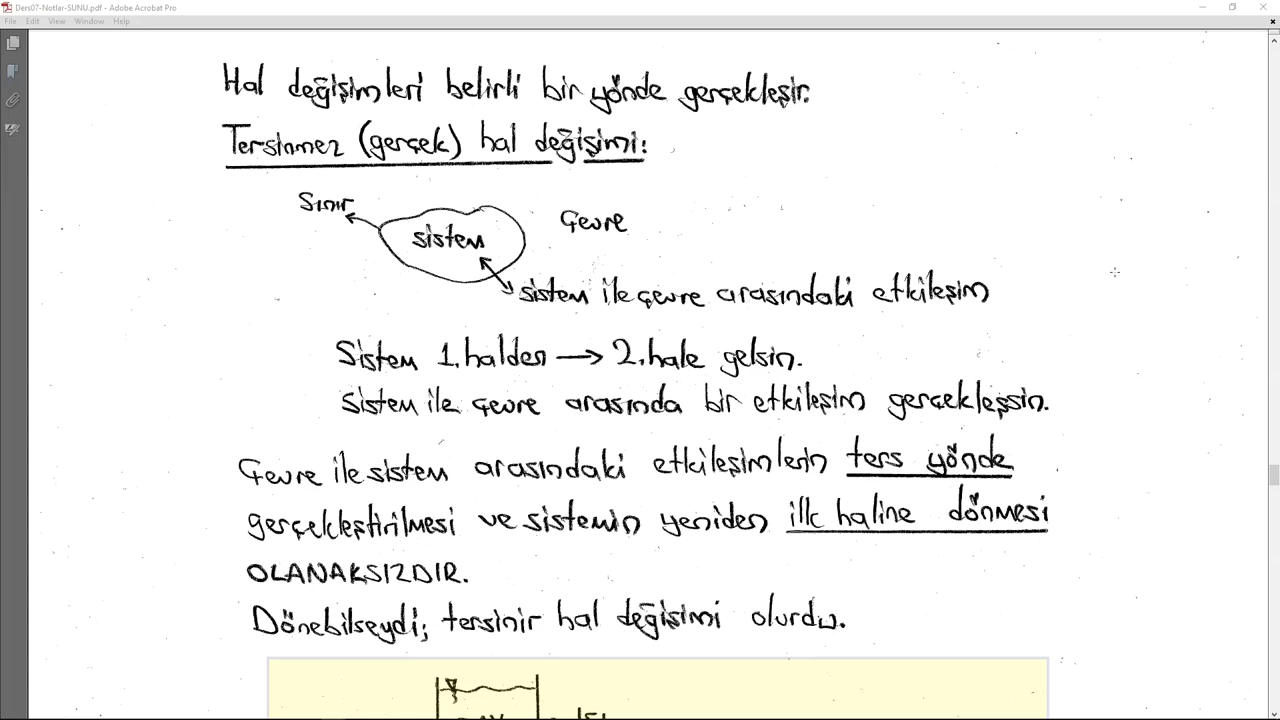 Ders07-Notlar-SUNU.pdf - Adobe Acrobat Pro
File Edit View Window Help
Hal değişimleri belirli bir yönde gerçekleşir.
Tersinmez (gerçek) hal değişimi:
Sınır
sistem
Çevre
sistem ile çevre arasındaki etkileşim
Sistem 1. halden → 2. hale gelsin.
Sistem ile çevre arasında bir etkileşim gerçekleşsin.
Çevre ile sistem arasındaki etkileşimlerin ters yönde
gerçekleştirilmesi ve sistemin yeniden ilk haline dönmesi
OLANAKSIZDIR.
Dönebilseydi; tersinir hal değişimi olurdu.